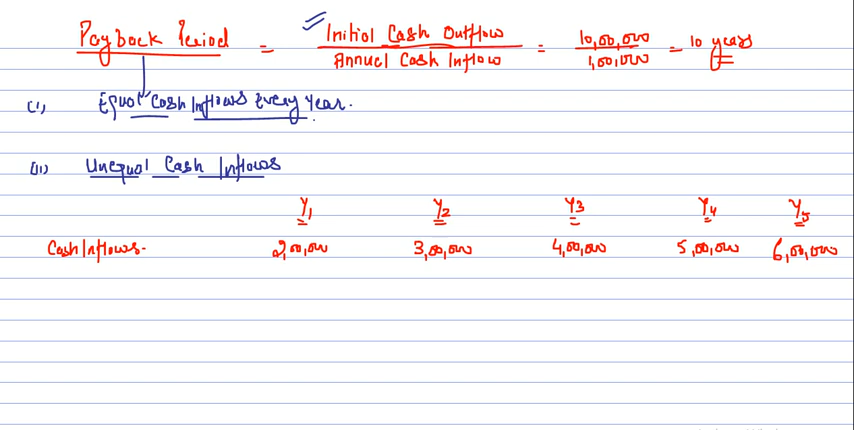 Payback Period = Initial Cash Outflow / Annual Cash Inflow = 10,00,000 / 1,00,000 = 10 years
(i) Equal Cash Inflows Every Year.
(ii) Unequal Cash Inflows
Y1 Y2 Y3 Y4 Y5
Cash Inflows- 2,00,000 3,00,000 4,00,000 5,00,000 6,00,000